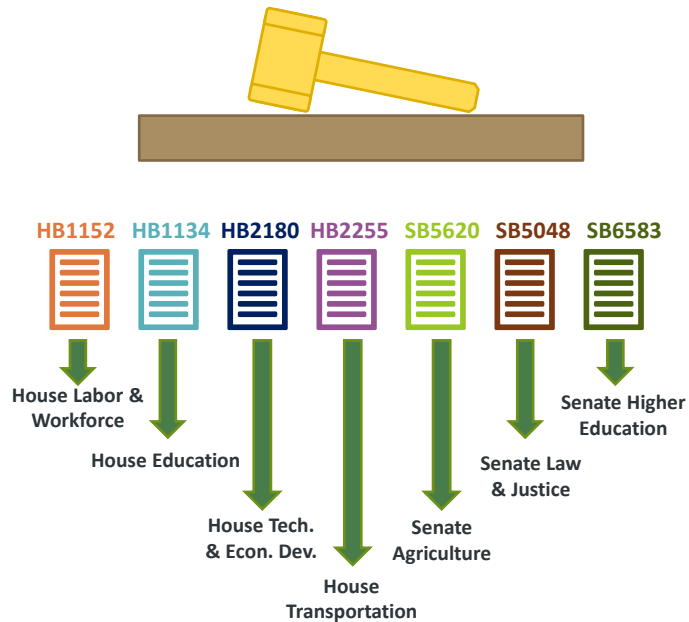 HB1152 HB1134 HB2180 HB2255 SB5620 SB5048 SB6583
House Labor &
Workforce
House Education
House Tech.
& Econ. Dev.
House
Transportation
Senate
Agriculture
Senate Law
& Justice
Senate Higher
Education